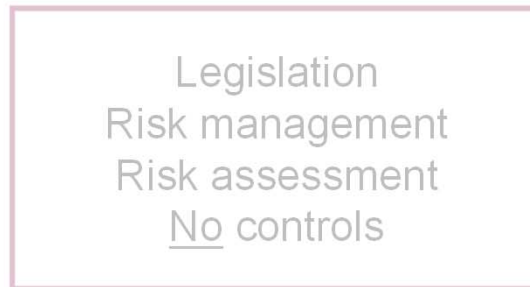 Legislation
Risk management
Risk assessment
No controls